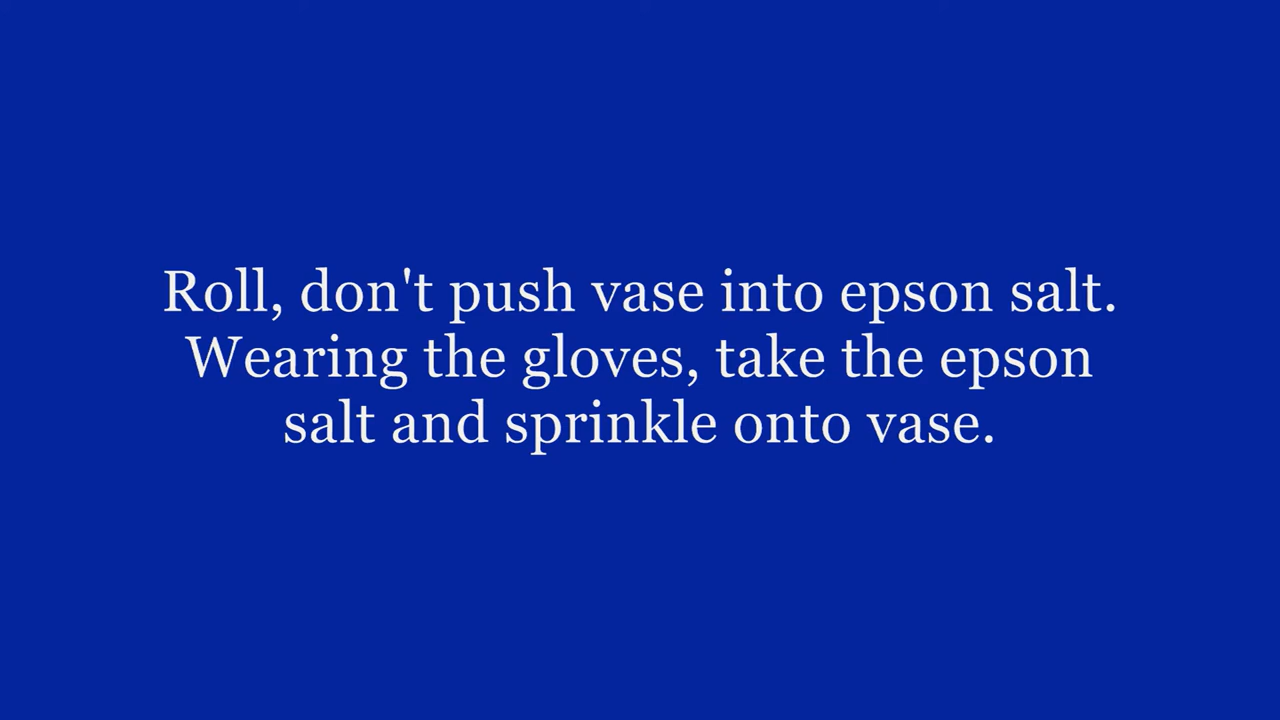 Roll, don't push vase into epson salt.
Wearing the gloves, take the epson
salt and sprinkle onto vase.